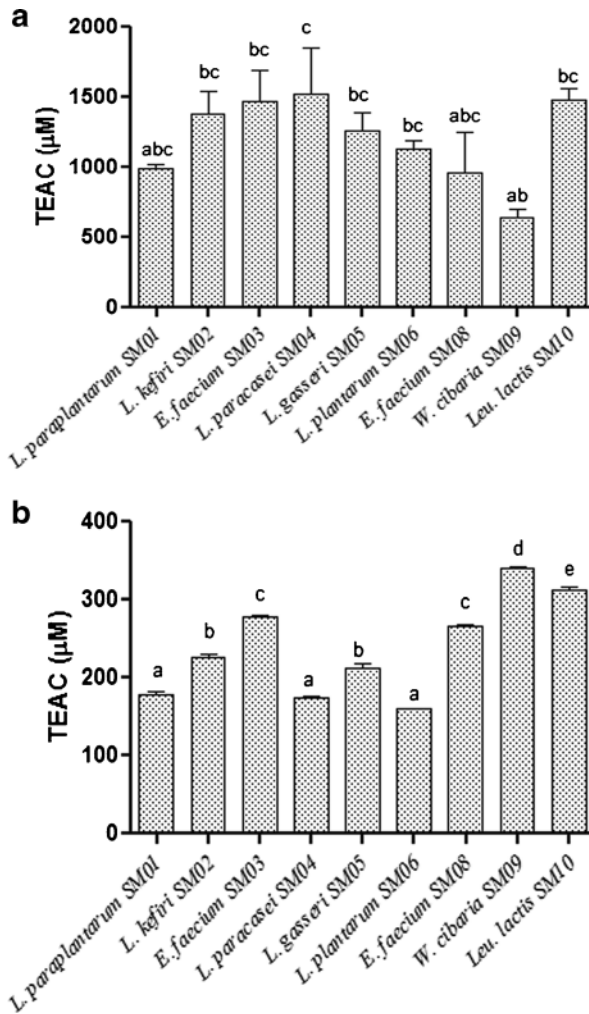 a
TEAC (µM)
2000
1500
1000
500
0
abc
bc
bc
c
bc
bc
abc
ab
bc
L. paraplantarum SM01
L. kefiri SM02
E. faecium SM03
L. paracasei SM04
L. gasseri SM05
L. plantarum SM06
E. faecium SM08
W. cibaria SM09
Leu. lactis SM10
b
TEAC (µM)
400
300
200
100
0
a
b
c
a
b
a
c
d
e
L. paraplantarum SM01
L. kefiri SM02
E. faecium SM03
L. paracasei SM04
L. gasseri SM05
L. plantarum SM06
E. faecium SM08
W. cibaria SM09
Leu. lactis SM10